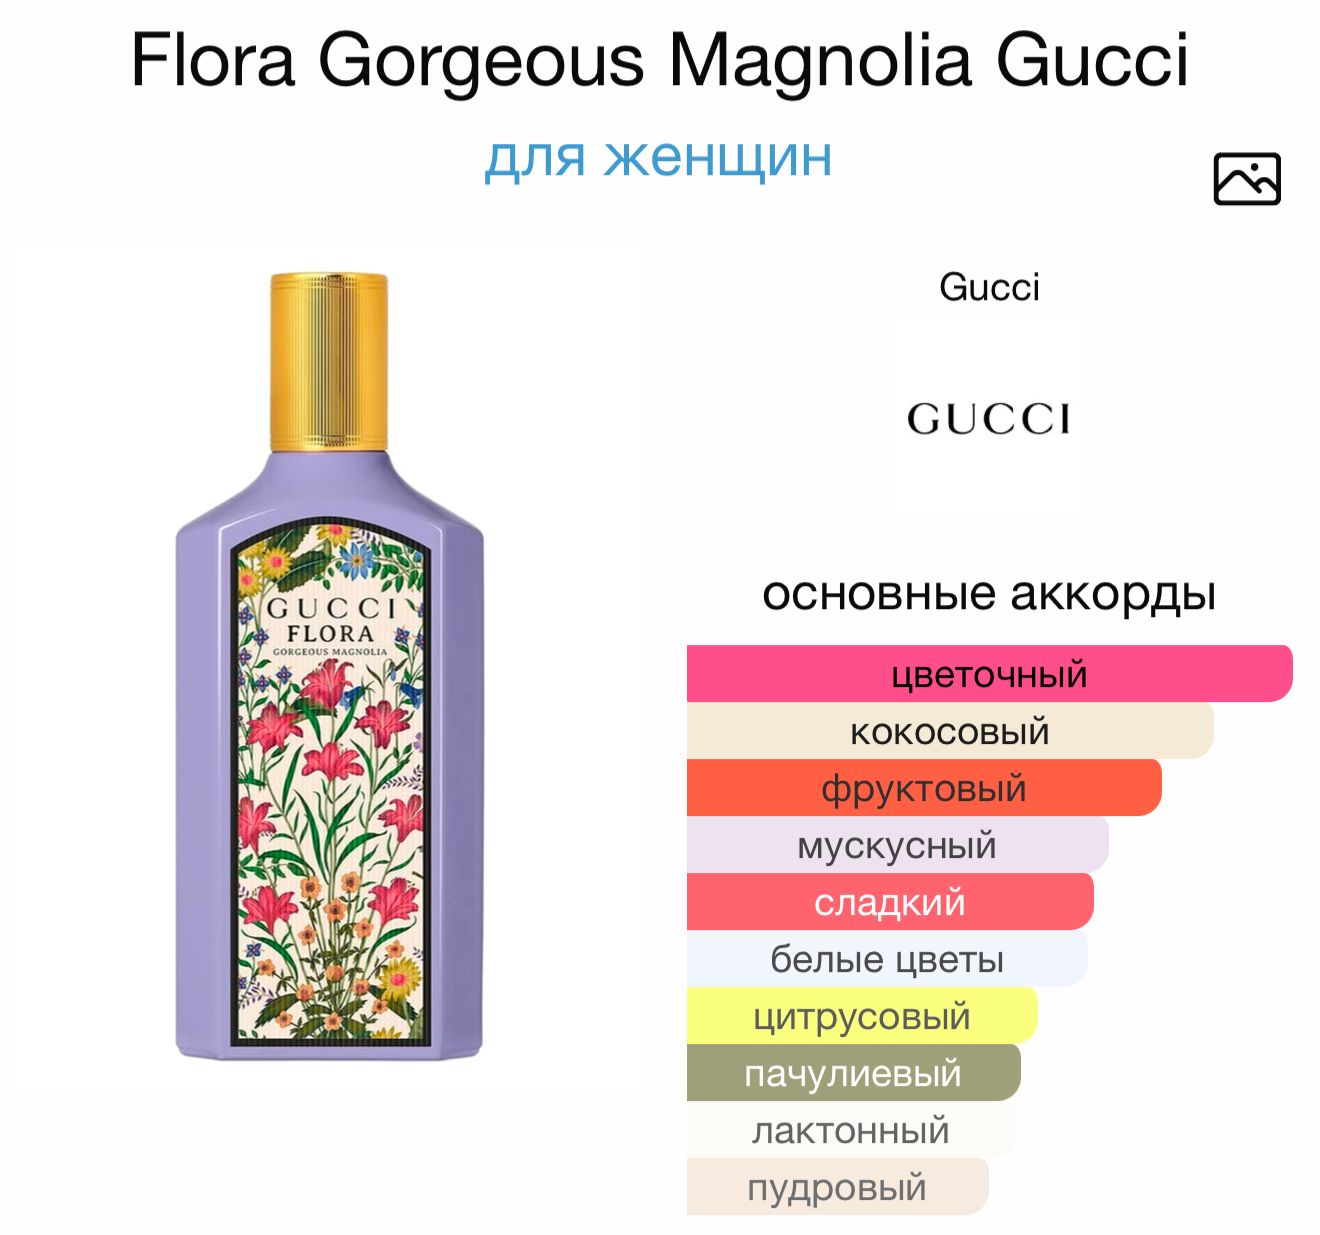 Flora Gorgeous Magnolia Gucci
для женщин
GUCCI
FLORA
GORGEOUS MAGNOLIA
Gucci
GUCCI
основные аккорды
цветочный
кокосовый
фруктовый
мускусный
сладкий
белые цветы
цитрусовый
пачулиевый
лактонный
пудровый